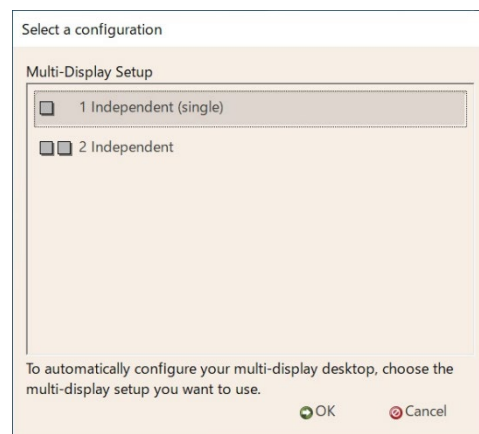 Select a configuration
Multi-Display Setup
1 Independent (single)
2 Independent
To automatically configure your multi-display desktop, choose the
multi-display setup you want to use.
OK Cancel